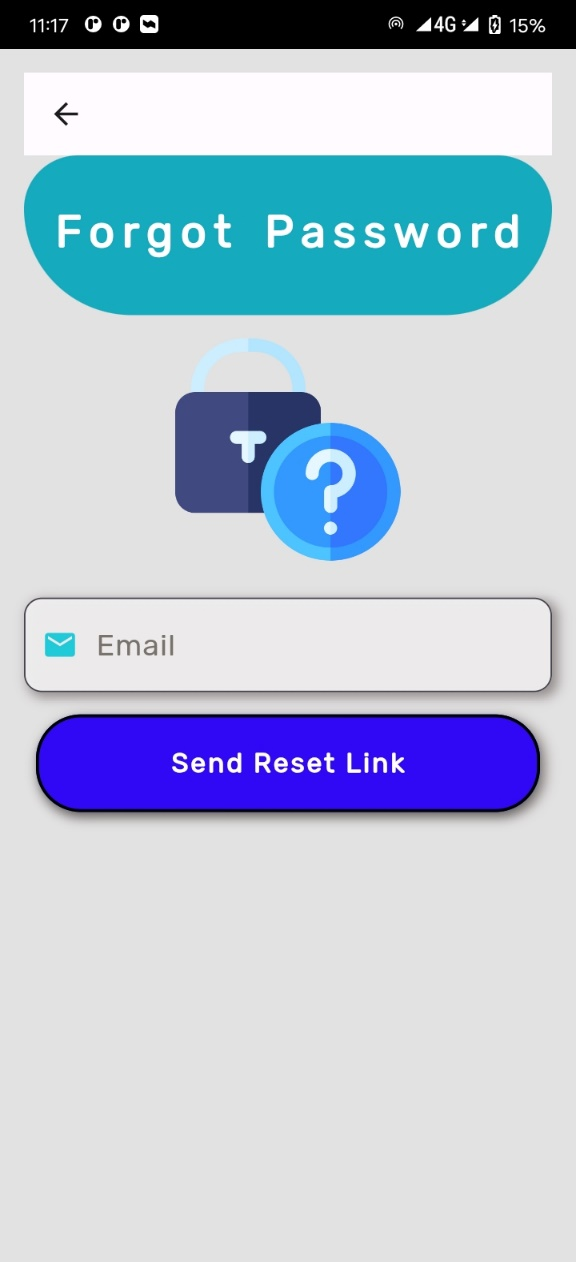 11:17 4G 15%
Forgot Password
Email
Send Reset Link